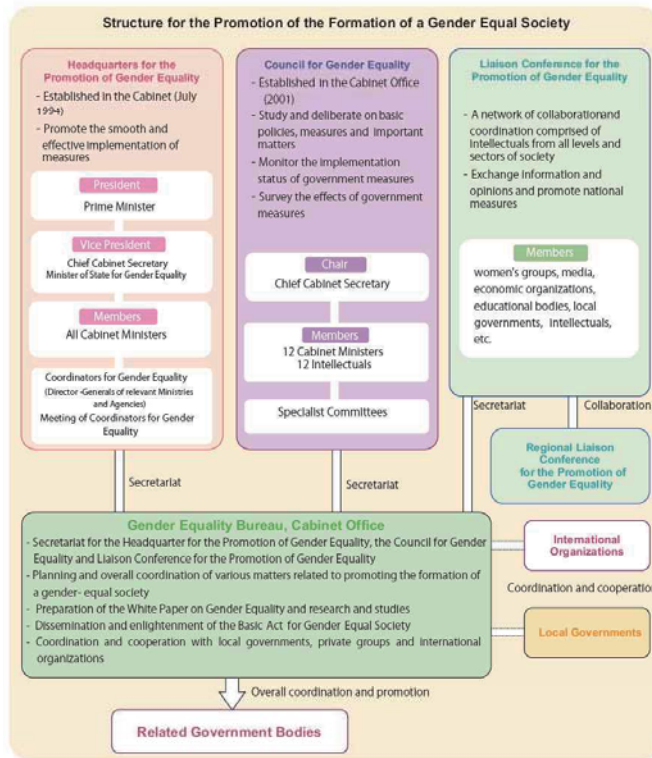 Structure for the Promotion of the Formation of a Gender Equal Society
Headquarters for the
Promotion of Gender Equality
- Established in the Cabinet (July
1994)
- Promote the smooth and
effective implementation of
measures
President
Prime Minister
Vice President
Chief Cabinet Secretary
Minister of State for Gender Equality
Members
All Cabinet Ministers
Coordinators for Gender Equality
(Director -Generals of relevant Ministries
and Agencies)
Meeting of Coordinators for Gender
Equality
Council for Gender Equality
- Established in the Cabinet Office
(2001)
- Study and deliberate on basic
policies, measures and important
matters
- Monitor the implementation
status of government measures
- Survey the effects of government
measures
Chair
Chief Cabinet Secretary
Members
12 Cabinet Ministers
12 Intellectuals
Specialist Committees
Liaison Conference for the
Promotion of Gender Equality
- A network of collaborationand
coordination comprised of
Intellectuals from all levels and
sectors of society
- Exchange information and
opinions and promote national
measures
Members
women's groups, media,
economic organizations,
educational bodies, local
governments, intellectuals,
etc.
Secretariat
Collaboration
Regional Liaison
Conference
for the Promotion of
Gender Equality
Secretariat
Secretariat
Gender Equality Bureau, Cabinet Office
- Secretariat for the Headquarter for the Promotion of Gender Equality, the Council for Gender
Equality and Liaison Conference for the Promotion of Gender Equality
- Planning and overall coordination of various matters related to promoting the formation of
a gender- equal society
- Preparation of the White Paper on Gender Equality and research and studies
- Dissemination and enlightenment of the Basic Act for Gender Equal Society
- Coordination and cooperation with local governments, private groups and international
organizations
International
Organizations
Coordination and cooperation
Local Governments
Overall coordination and promotion
Related Government Bodies